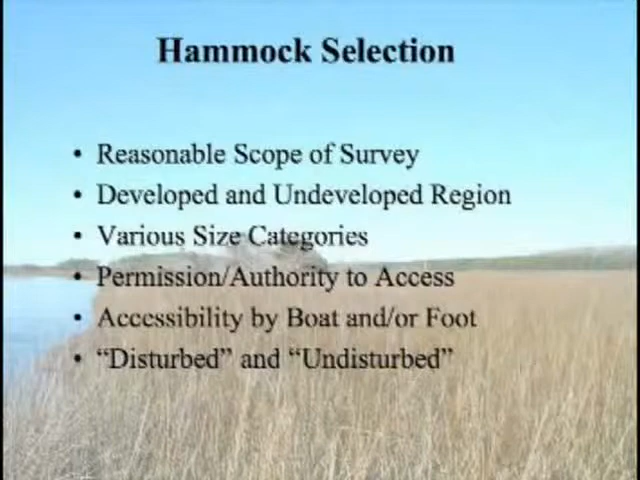 Hammock Selection
• Reasonable Scope of Survey
• Developed and Undeveloped Region
• Various Size Categories
• Permission/Authority to Access
• Accessibility by Boat and/or Foot
• “Disturbed” and “Undisturbed”